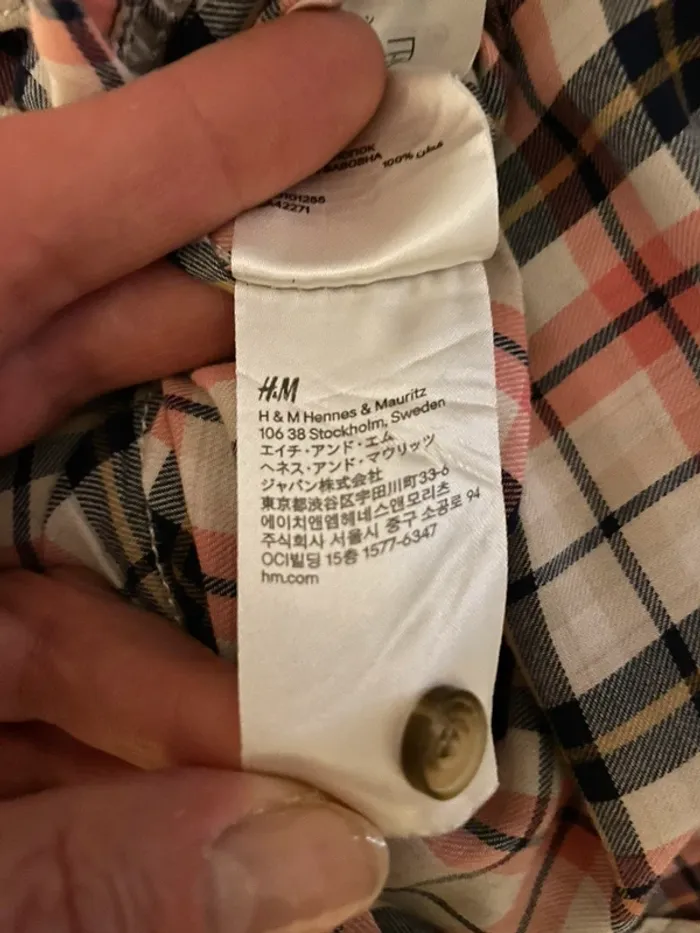 БАВОВНА 100% قطن
42271
H&M
H & M Hennes & Mauritz
106 38 Stockholm, Sweden
エイチ・アンド・エム
ヘネス・アンド・マウリッツ
ジャパン株式会社
東京都渋谷区宇田川町33-6
에이치앤엠헤네스앤모리츠
주식회사 서울시 중구 소공로 94
OCI빌딩 15층 1577-6347
hm.com